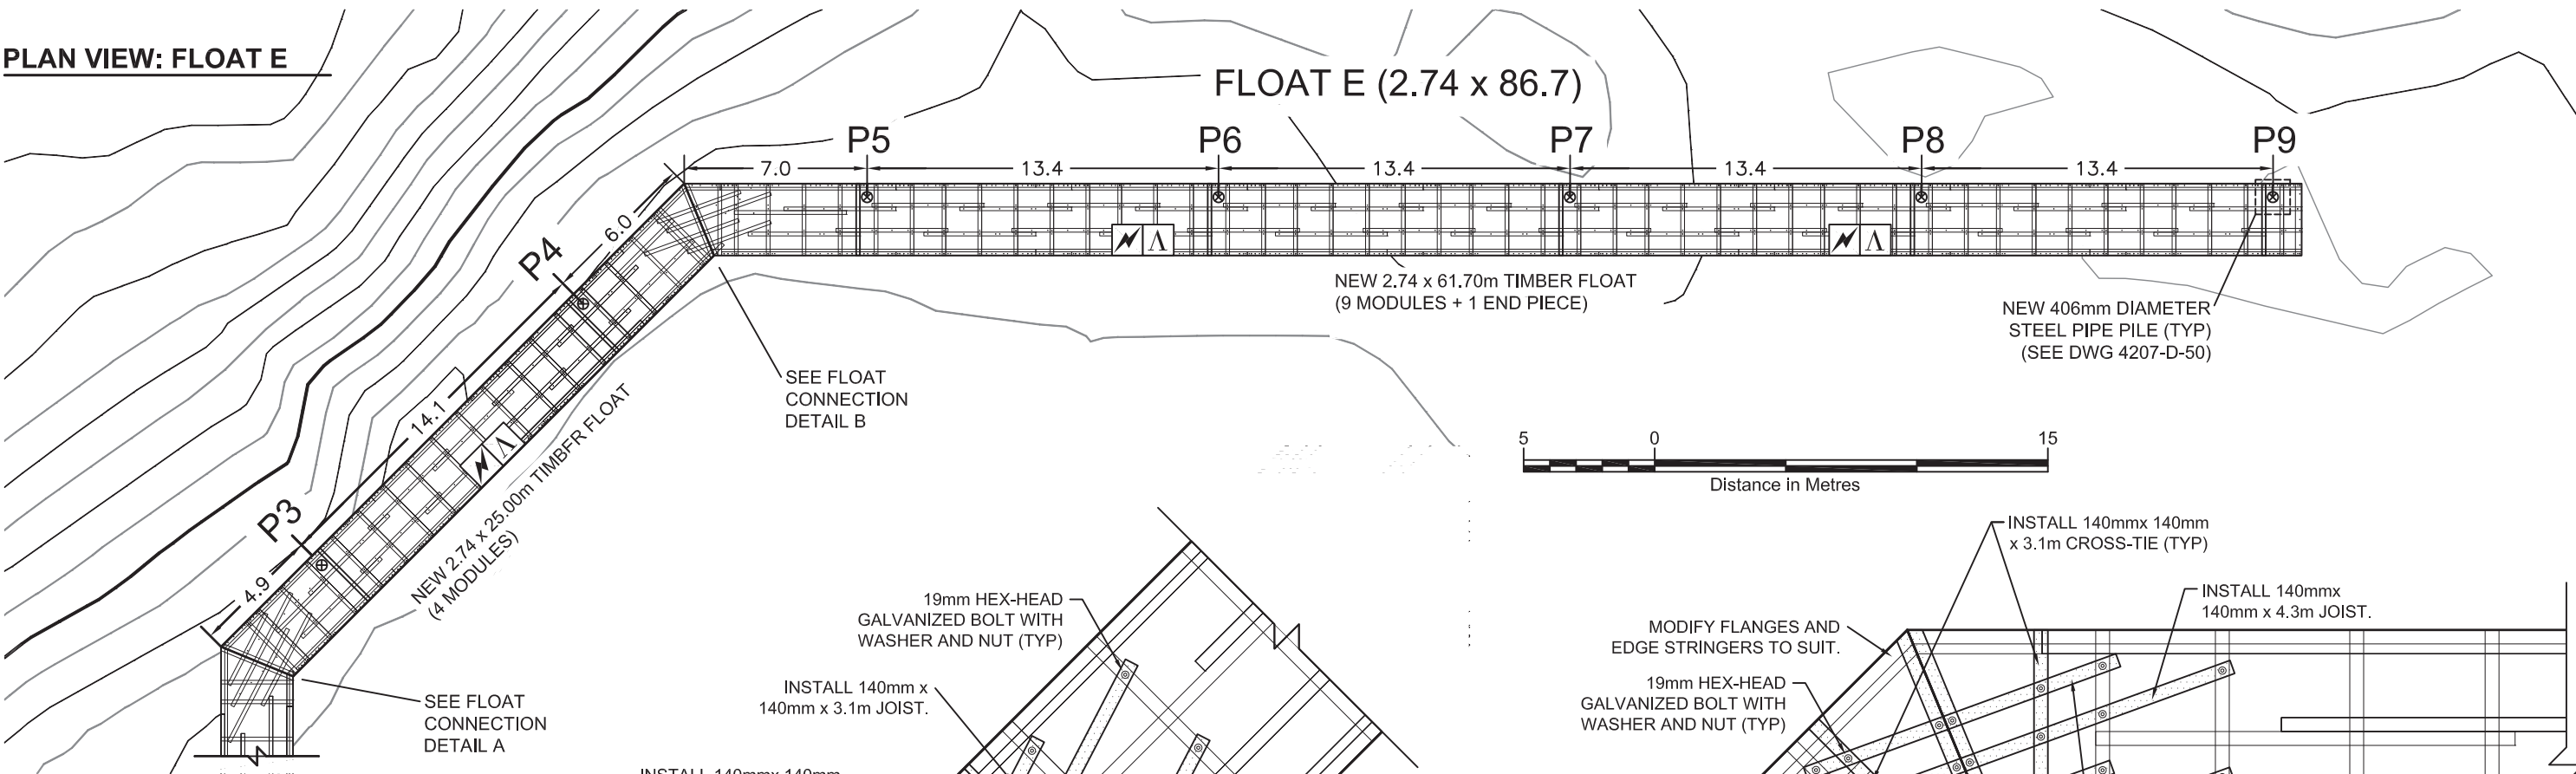 PLAN VIEW: FLOAT E
FLOAT E (2.74 x 86.7)
P5
P6
P7
P8
P9
7.0
13.4
13.4
13.4
13.4
6.0
P4
14.1
P3
4.9
NEW 2.74 x 25.00m TIMBER FLOAT
(4 MODULES)
NEW 2.74 x 61.70m TIMBER FLOAT
(9 MODULES + 1 END PIECE)
NEW 406mm DIAMETER
STEEL PIPE PILE (TYP)
(SEE DWG 4207-D-50)
SEE FLOAT
CONNECTION
DETAIL B
5
0
15
Distance in Metres
SEE FLOAT
CONNECTION
DETAIL A
19mm HEX-HEAD
GALVANIZED BOLT WITH
WASHER AND NUT (TYP)
INSTALL 140mm x
140mm x 3.1m JOIST.
INSTALL 140mmx 140mm
INSTALL 140mmx 140mm
x 3.1m CROSS-TIE (TYP)
INSTALL 140mmx
140mm x 4.3m JOIST.
MODIFY FLANGES AND
EDGE STRINGERS TO SUIT.
19mm HEX-HEAD
GALVANIZED BOLT WITH
WASHER AND NUT (TYP)